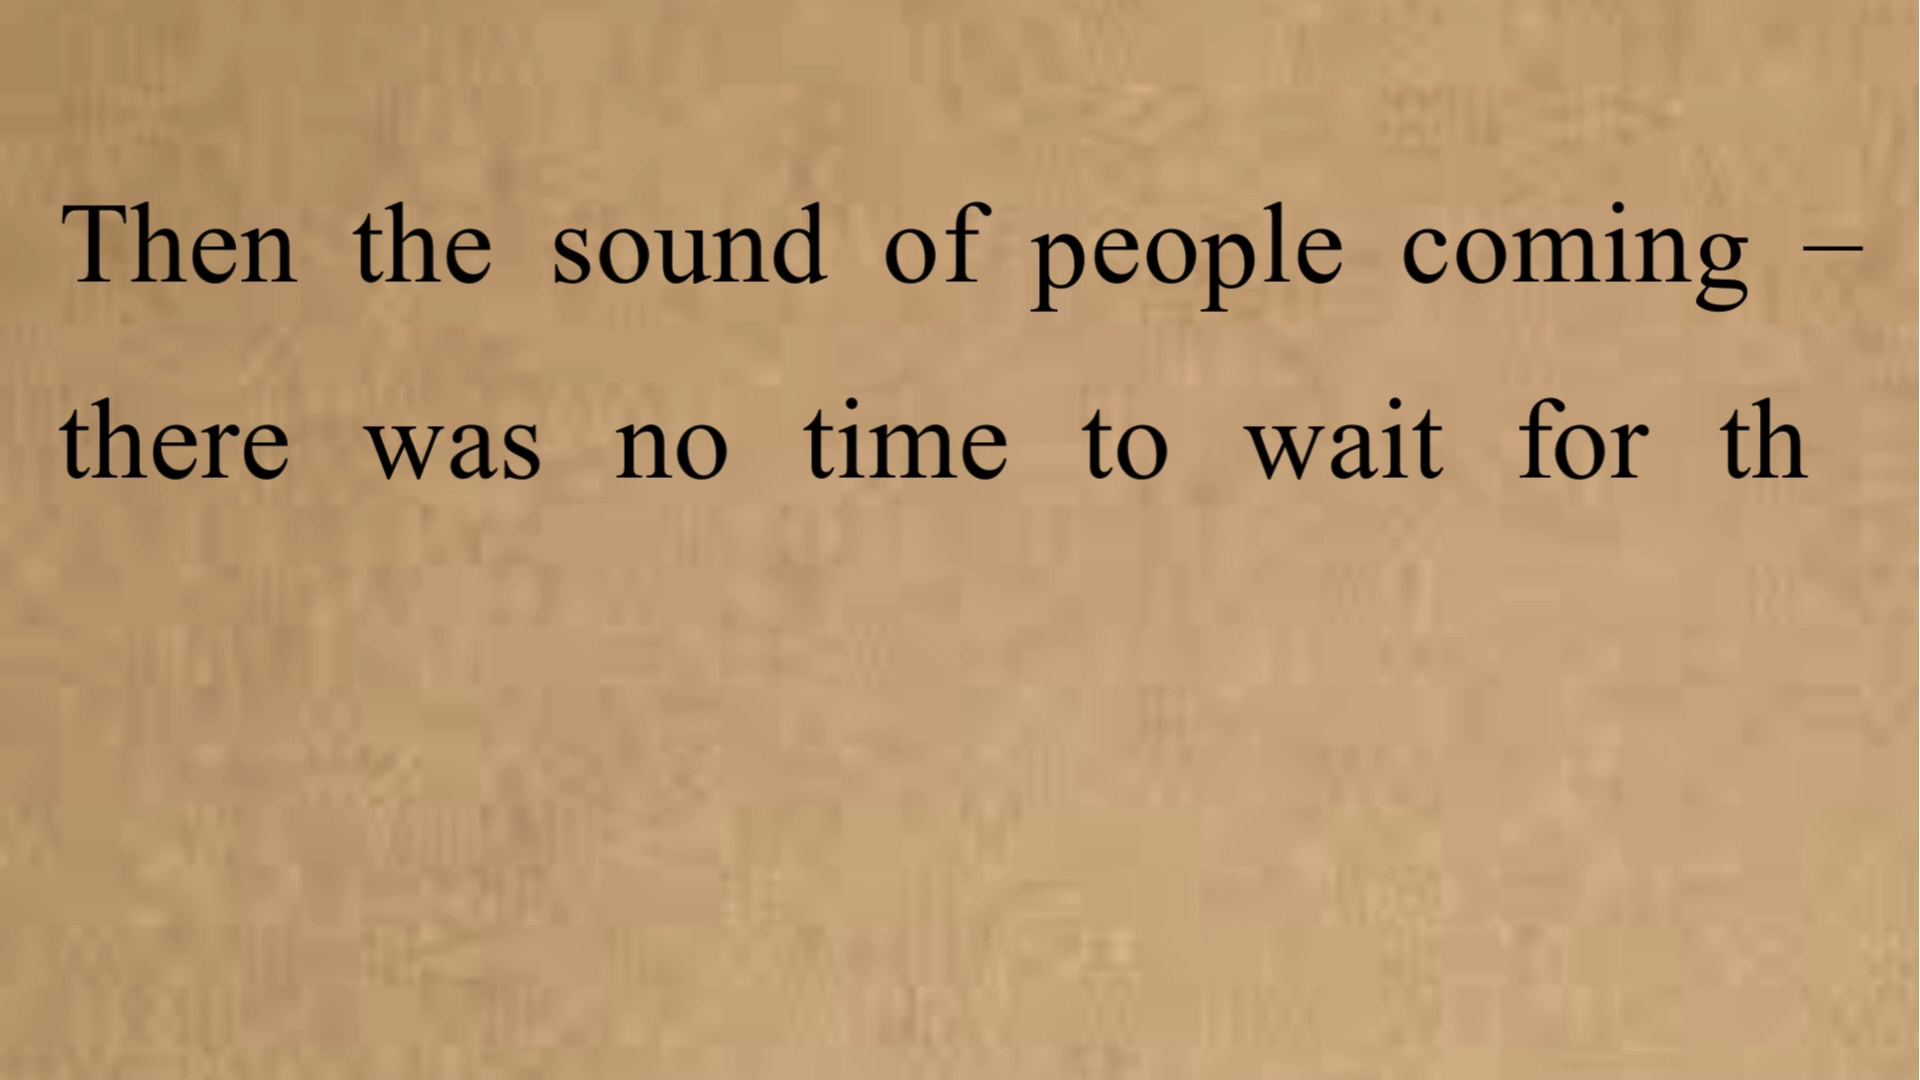 Then the sound of people coming –
there was no time to wait for th